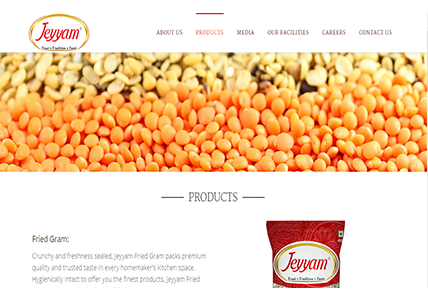 Jeyyam
Trust • Tradition • Taste
ABOUT US PRODUCTS MEDIA OUR FACILITIES CAREERS CONTACT US
PRODUCTS
Fried Gram:
Crunchy and freshness sealed, Jeyyam Fried Gram packs premium
quality and trusted taste in every homemaker's kitchen space.
Hygienically intact to offer you the finest products, Jeyyam Fried
Jeyyam
Trust • Tradition • Taste